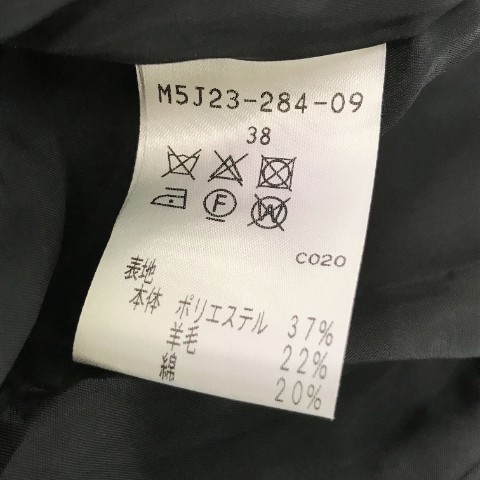 M5J23-284-09
38
F W
C020
表地
本体 ポリエステル 37%
羊毛 22%
綿 20%